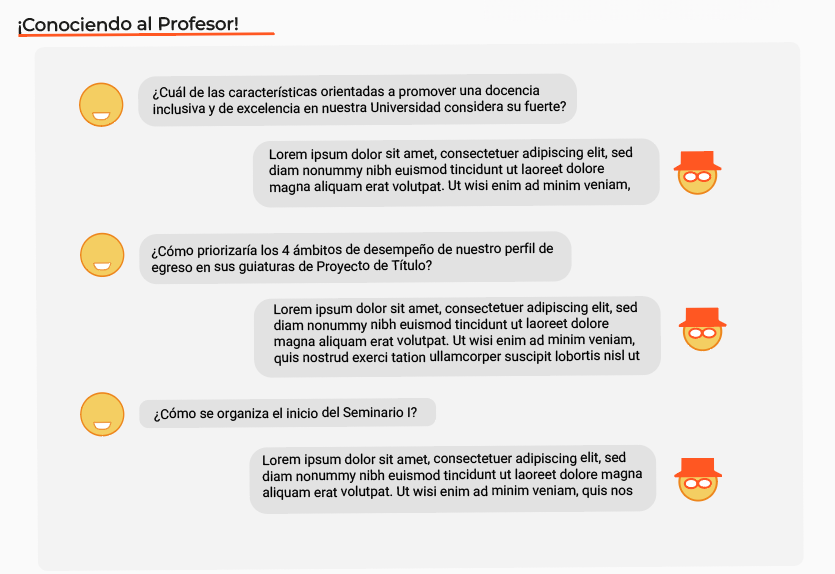 ¡Conociendo al Profesor!
¿Cuál de las características orientadas a promover una docencia
inclusiva y de excelencia en nuestra Universidad considera su fuerte?
Lorem ipsum dolor sit amet, consectetuer adipiscing elit, sed
diam nonummy nibh euismod tincidunt ut laoreet dolore
magna aliquam erat volutpat. Ut wisi enim ad minim veniam,
¿Cómo priorizaría los 4 ámbitos de desempeño de nuestro perfil de
egreso en sus guiaturas de Proyecto de Título?
Lorem ipsum dolor sit amet, consectetuer adipiscing elit, sed
diam nonummy nibh euismod tincidunt ut laoreet dolore
magna aliquam erat volutpat. Ut wisi enim ad minim veniam,
quis nostrud exerci tation ullamcorper suscipit lobortis nisl ut
¿Cómo se organiza el inicio del Seminario I?
Lorem ipsum dolor sit amet, consectetuer adipiscing elit, sed
diam nonummy nibh euismod tincidunt ut laoreet dolore magna
aliquam erat volutpat. Ut wisi enim ad minim veniam, quis nos